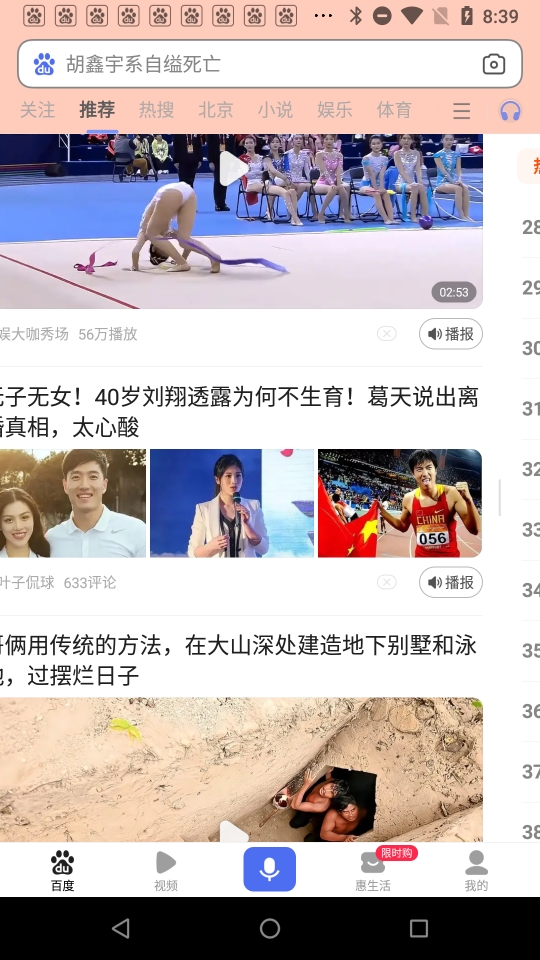 8:39
du
胡鑫宇系自缢死亡
关注 推荐 热搜 北京 小说 娱乐 体育
热
02:53
娱大咖秀场 56万播放
播报
无子无女！40岁刘翔透露为何不生育！葛天说出离
婚真相，太心酸
CHINA
056
叶子侃球 633评论
播报
哥俩用传统的方法，在大山深处建造地下别墅和泳
池，过摆烂日子
28
29
30
31
32
33
34
35
36
37
38
限时购
du
百度 视频 惠生活 我的